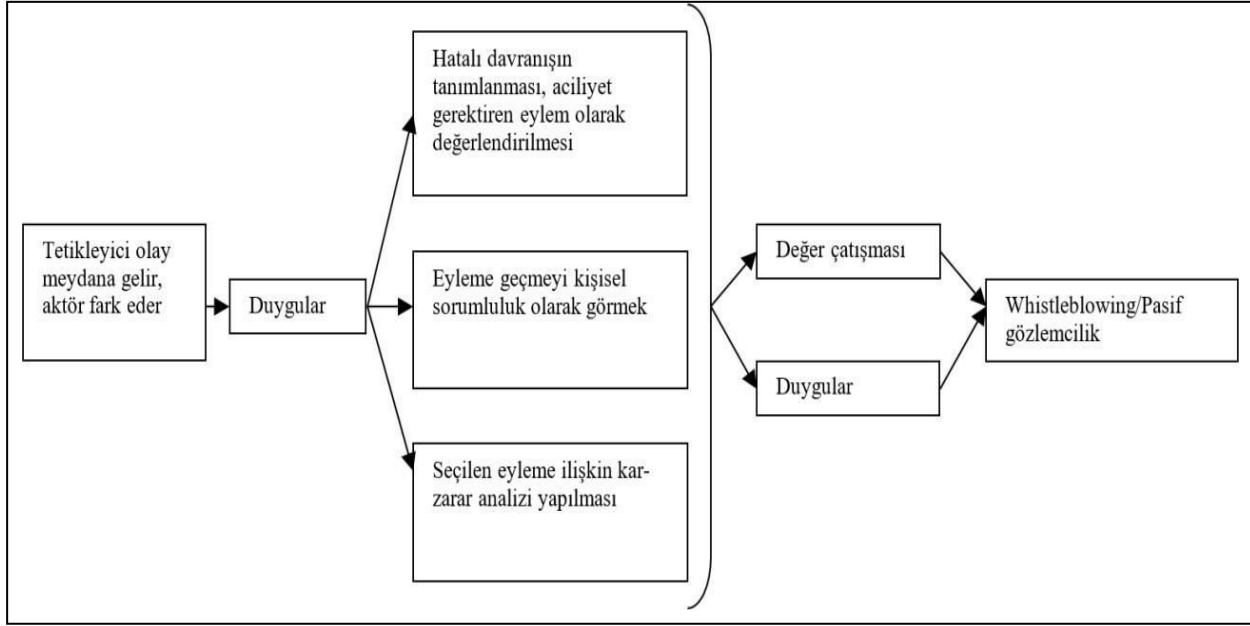 Tetikleyici olay
meydana gelir,
aktör fark eder
Duygular
Hatalı davranışın
tanımlanması, aciliyet
gerektiren eylem olarak
değerlendirilmesi
Eyleme geçmeyi kişisel
sorumluluk olarak görmek
Seçilen eyleme ilişkin kar-
zarar analizi yapılması
Değer çatışması
Duygular
Whistleblowing/Pasif
gözlemcilik